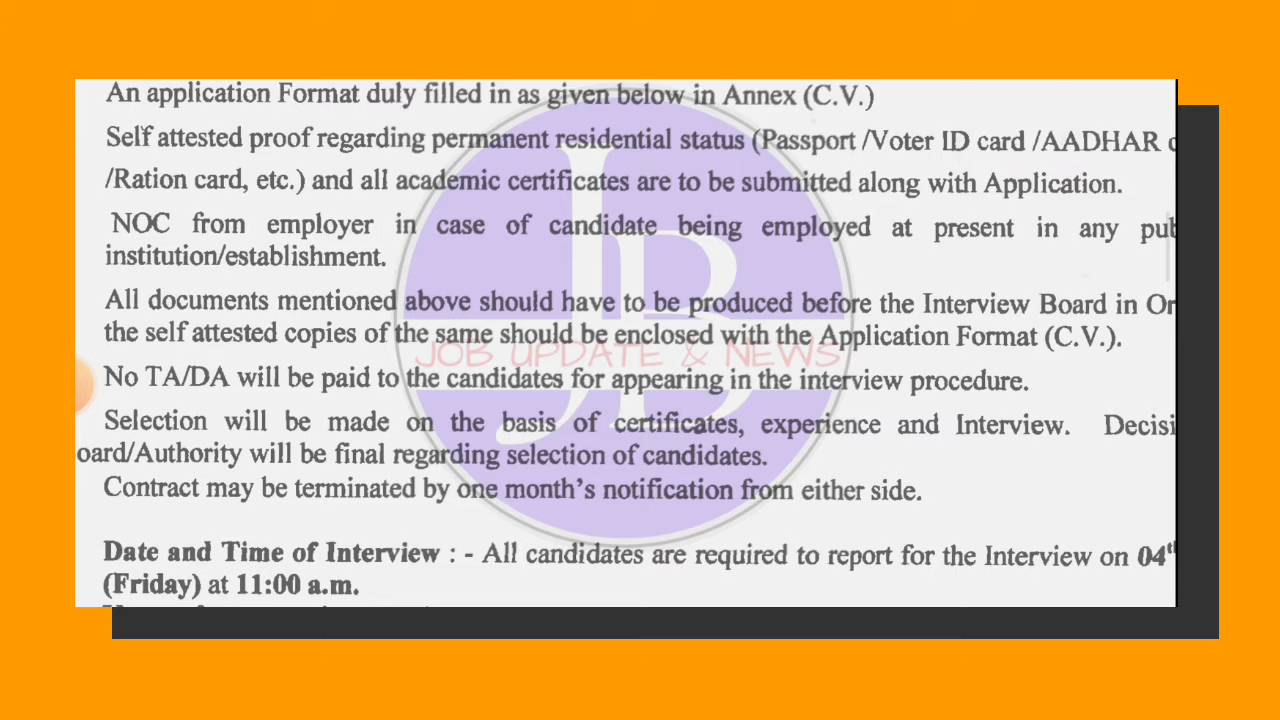 An application Format duly filled in as given below in Annex (C.V.)
Self attested proof regarding permanent residential status (Passport /Voter ID card /AADHAR
/Ration card, etc.) and all academic certificates are to be submitted along with Application.
NOC from employer in case of candidate being employed at present in any
institution/establishment.
All documents mentioned above should have to be produced before the Interview Board in
the self attested copies of the same should be enclosed with the Application Format (C.V.).
JOB UPDATE & NEWS
No TA/DA will be paid to the candidates for appearing in the interview procedure.
Selection will be made on the basis of certificates, experience and Interview. Decisi
oard/Authority will be final regarding selection of candidates.
Contract may be terminated by one month's notification from either side.
Date and Time of Interview : - All candidates are required to report for the Interview on 04th
(Friday) at 11:00 a.m.